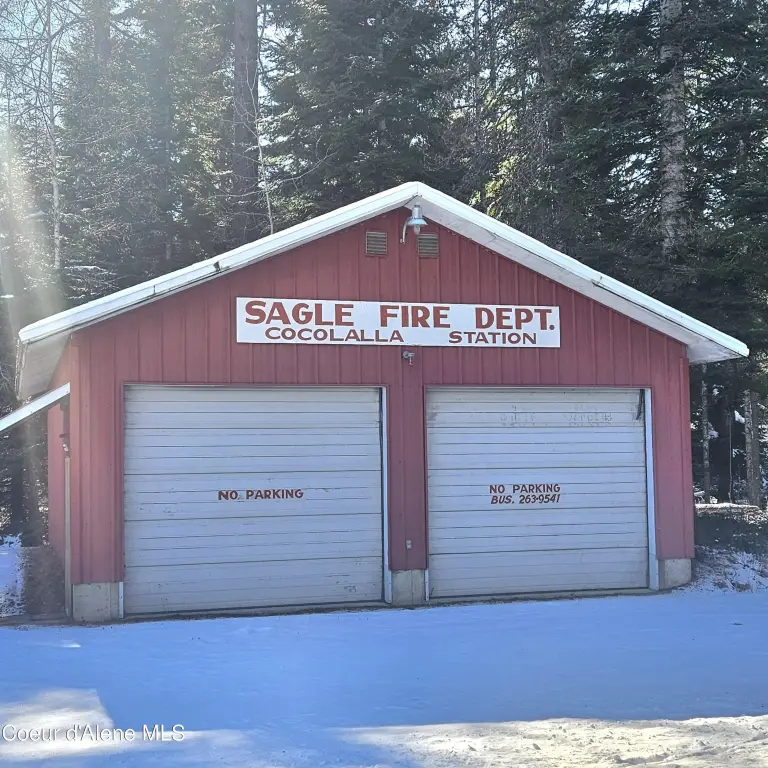 SAGLE FIRE DEPT.
COCOLALLA STATION
NO PARKING
NO PARKING
BUS. 263-9541
Coeur d'Alene MLS